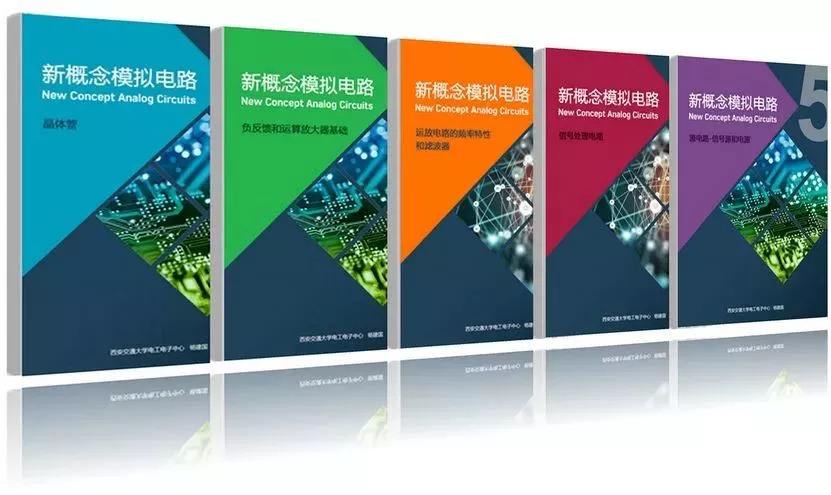 新概念模拟电路
New Concept Analog Circuits
晶体管
西安交通大学电工电子中心 杨建国
新概念模拟电路
New Concept Analog Circuits
负反馈和运算放大器基础
西安交通大学电工电子中心 杨建国
新概念模拟电路
New Concept Analog Circuits
运放电路的频率特性
和滤波器
西安交通大学电工电子中心 杨建国
新概念模拟电路
New Concept Analog Circuits
信号处理电路
西安交通大学电工电子中心 杨建国
5
新概念模拟电路
New Concept Analog Circuits
源电路-信号源和电源
西安交通大学电工电子中心 杨建国